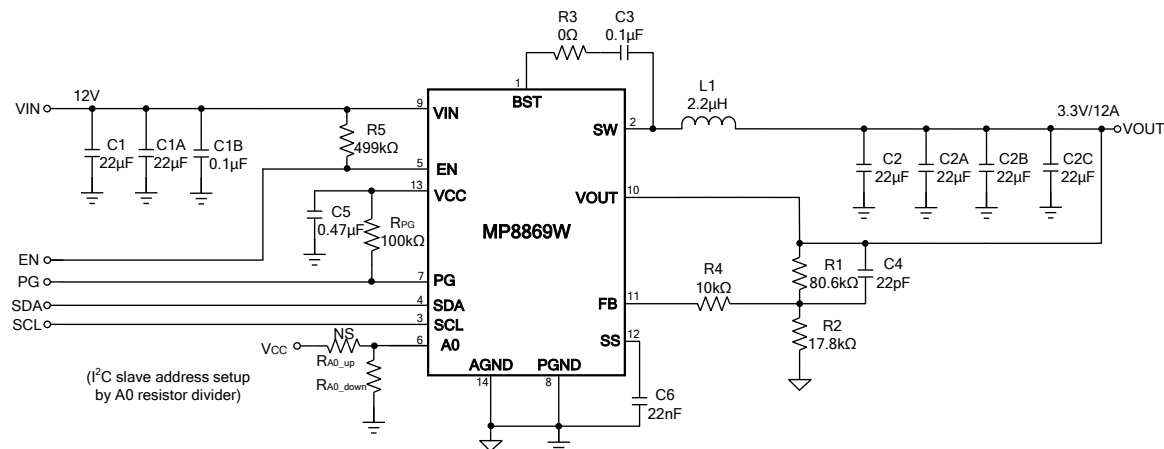 R3
0Ω
C3
0.1µF
1
BST
VIN
12V
9
VIN
C1
22µF
C1A
22µF
C1B
0.1µF
R5
499kΩ
5
EN
13
VCC
C5
0.47µF
RPG
100kΩ
MP8869W
SW
2
L1
2.2µH
3.3V/12A
VOUT
C2
22µF
C2A
22µF
C2B
22µF
C2C
22µF
VOUT
10
EN
PG
7
PG
SDA
4
SDA
SCL
3
SCL
FB
11
R4
10kΩ
R1
80.6kΩ
C4
22pF
R2
17.8kΩ
SS
12
C6
22nF
VCC
NS
RA0_up
6
A0
RA0_down
(I²C slave address setup
by A0 resistor divider)
AGND
14
PGND
8